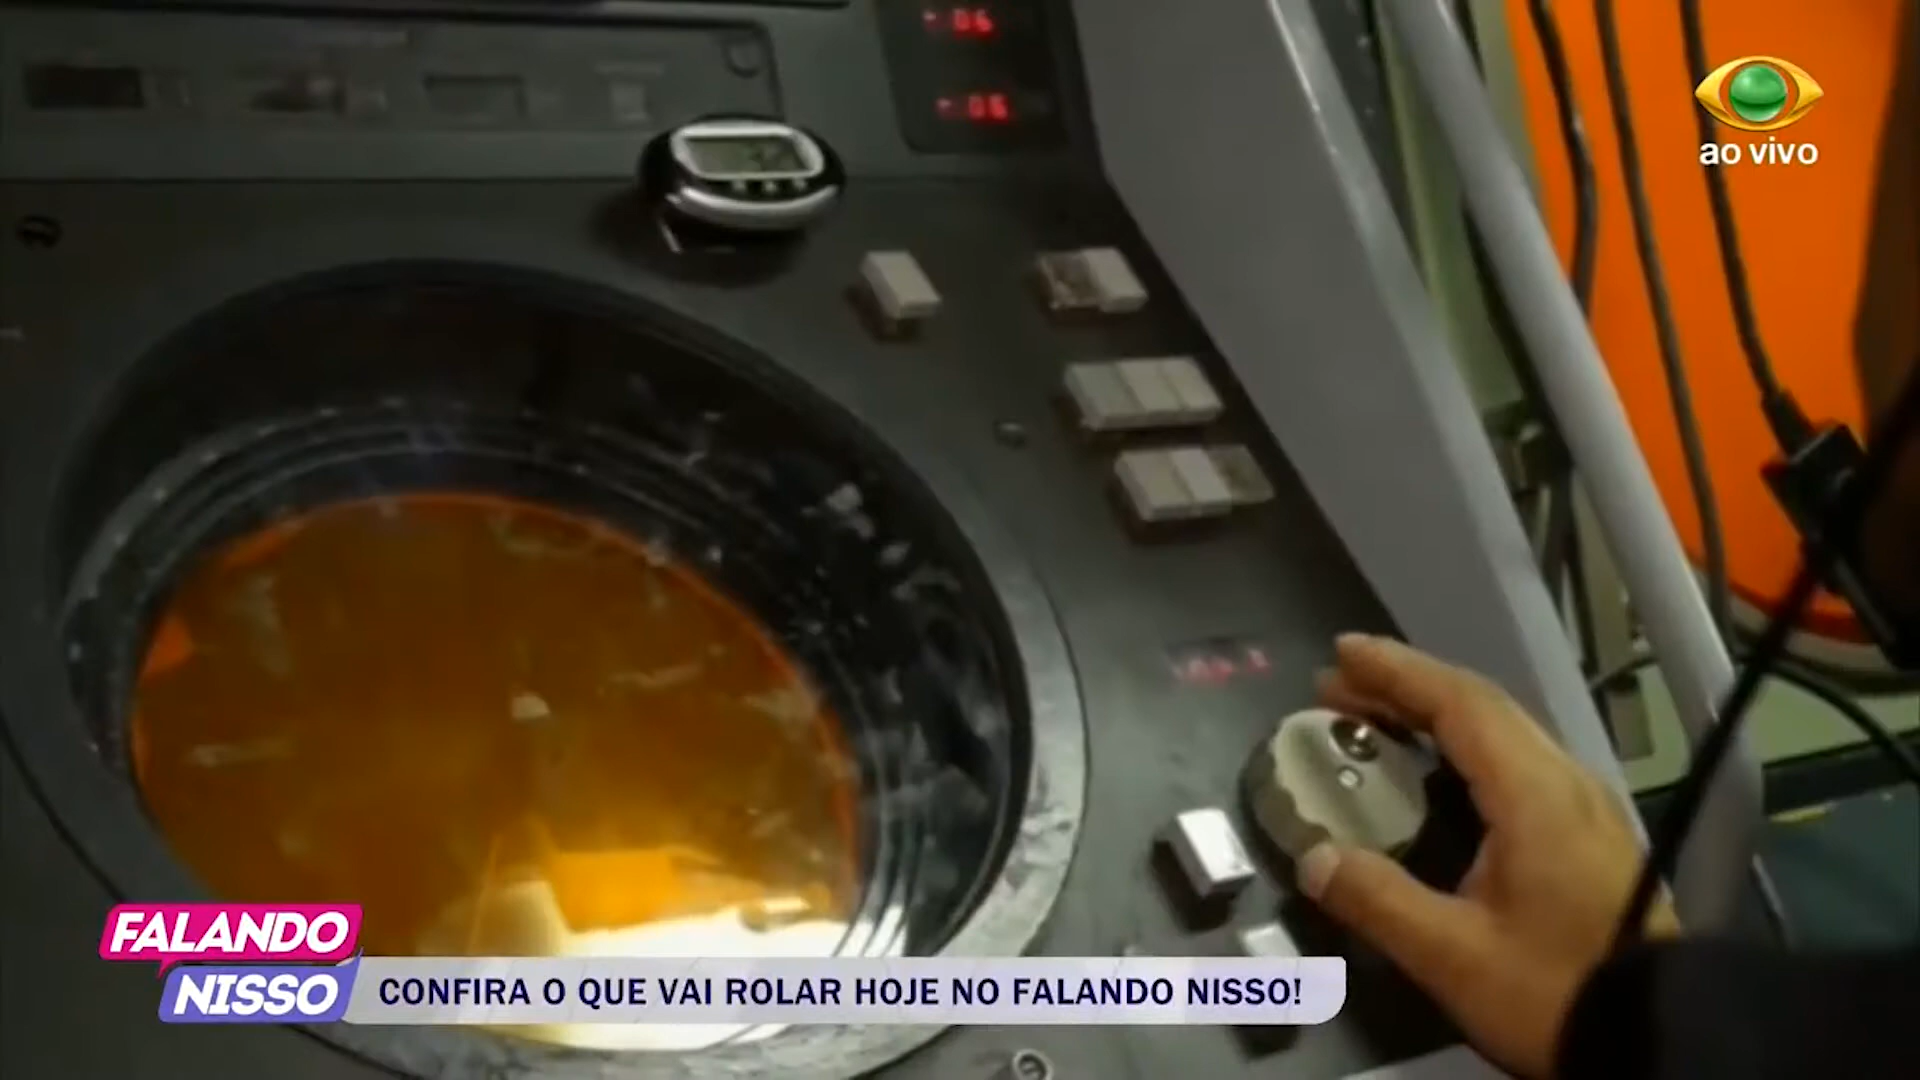 ao vivo
FALANDO
NISSO
CONFIRA O QUE VAI ROLAR HOJE NO FALANDO NISSO!